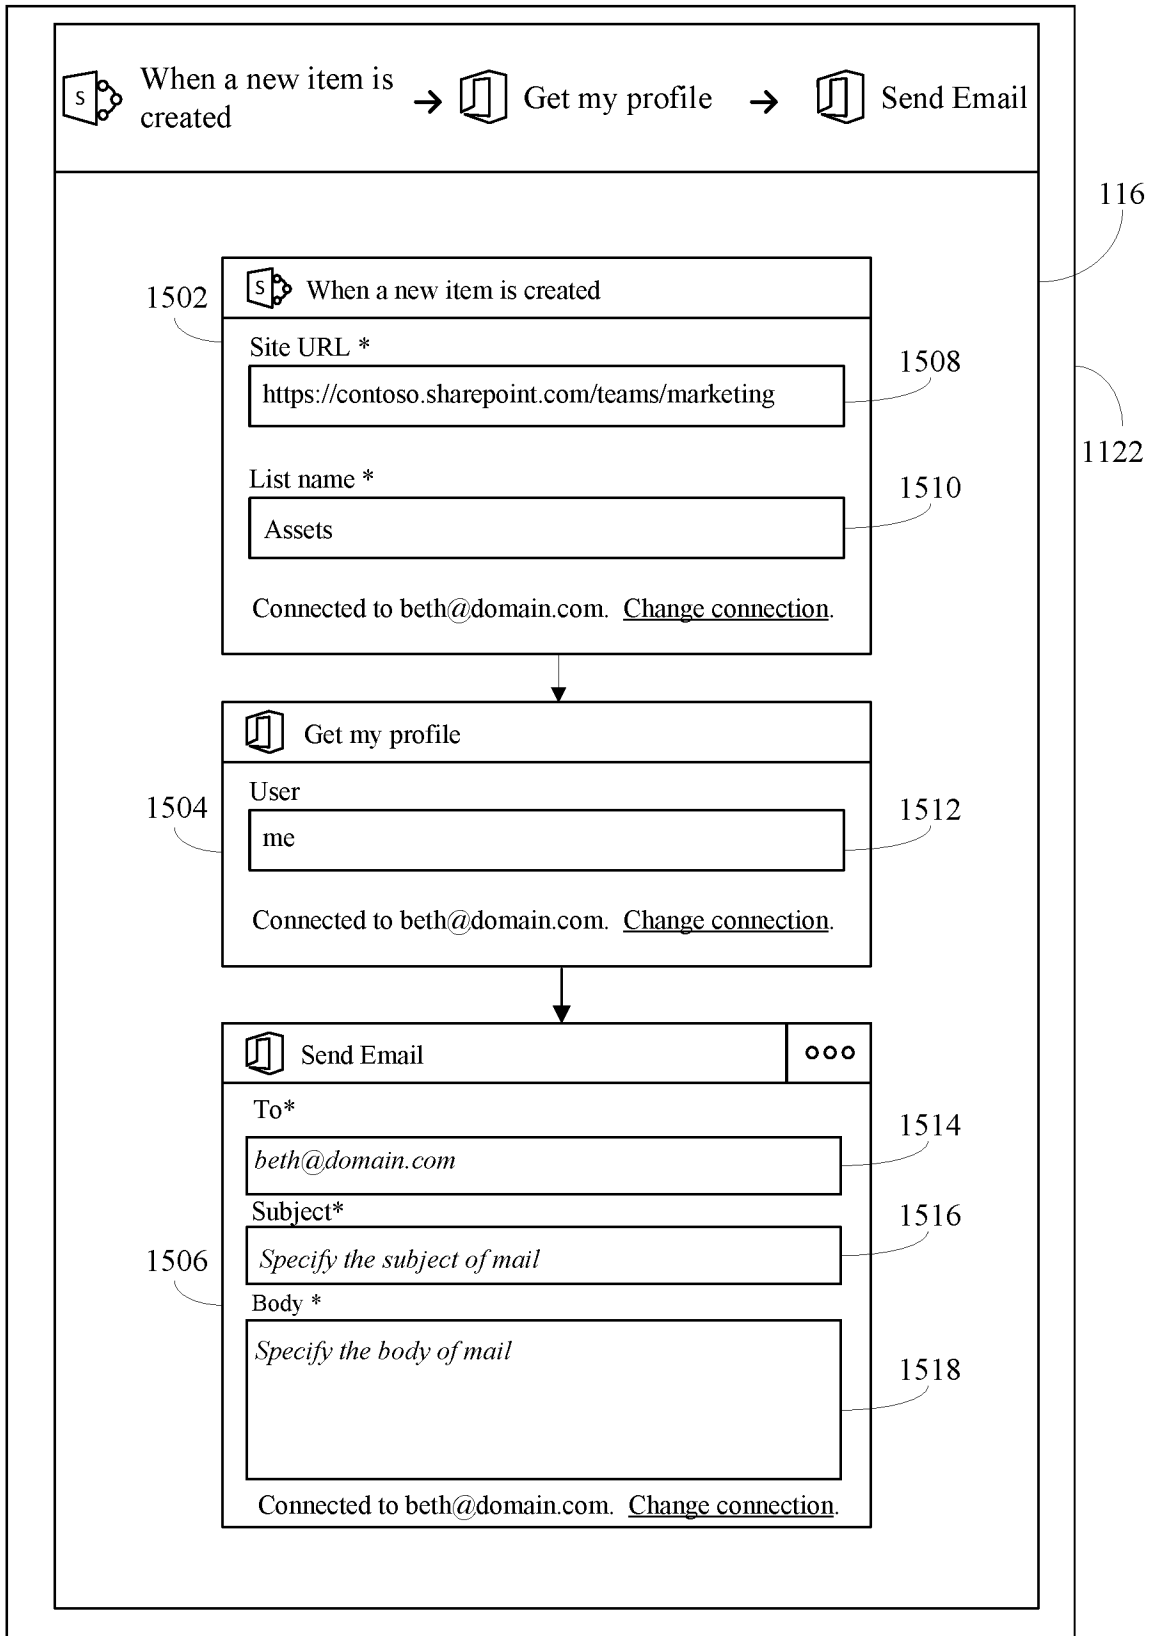 When a new item is
created
Get my profile
Send Email
116
1122
1502
S
When a new item is created
Site URL *
https://contoso.sharepoint.com/teams/marketing
1508
List name *
Assets
1510
Connected to beth@domain.com. Change connection.
Get my profile
1504
User
me
1512
Connected to beth@domain.com. Change connection.
Send Email
To*
beth@domain.com
1514
Subject*
Specify the subject of mail
1516
1506
Body *
Specify the body of mail
1518
Connected to beth@domain.com. Change connection.